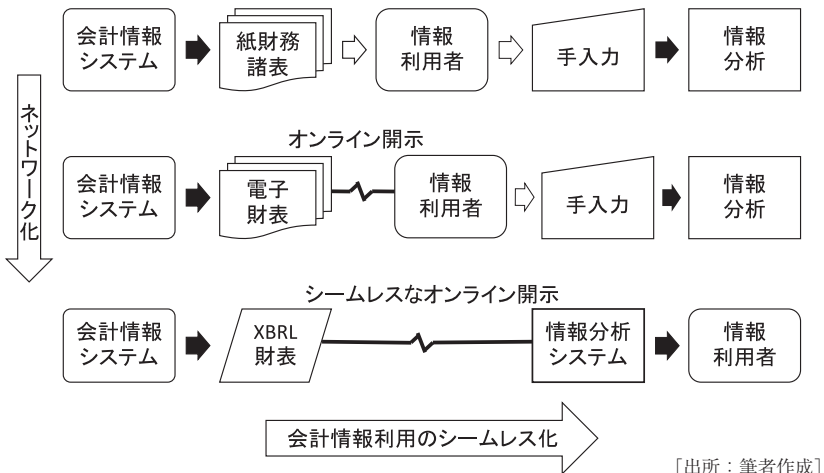 会計情報
システム
紙財務
諸表
情報
利用者
手入力
情報
分析
ネットワーク化
オンライン開示
会計情報
システム
電子
財表
情報
利用者
手入力
情報
分析
シームレスなオンライン開示
会計情報
システム
XBRL
財表
情報分析
システム
情報
利用者
会計情報利用のシームレス化
[出所：筆者作成]